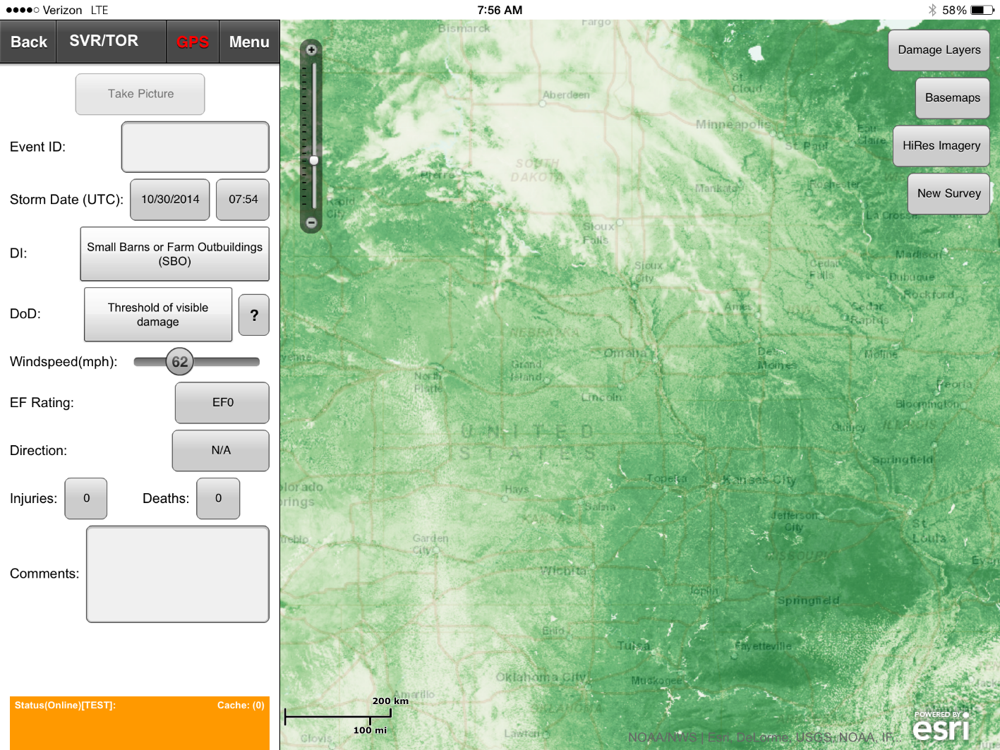 Verizon LTE
7:56 AM
58%
Back
SVR/TOR
GPS
Menu
Take Picture
Event ID:
Storm Date (UTC):
10/30/2014
07:54
DI:
Small Barns or Farm Outbuildings
(SBO)
DoD:
Threshold of visible
damage
?
Windspeed(mph):
62
EF Rating:
EF0
Direction:
N/A
Injuries:
0
Deaths:
0
Comments:
Status(Online)[TEST]:
Cache: (0)
Damage Layers
Basemaps
HiRes Imagery
New Survey
Bismarck
Fargo
Aberdeen
St.
Cloud
Minneapolis
St. Paul
Eau
Claire
SOUTH
DAKOTA
Pierre
Rapid
City
Mankato
Rochester
La Crosse
Sioux
Falls
Sioux
City
Madison
Cedar
Falls
Dubuque
Rockford
Ames
IOWA
Cedar
Rapids
NEBRASKA
Omaha
Des
Moines
Moline
Grand
Island
North
Platte
Lincoln
Peoria
Bloomington
UNITED
STATES
Quincy
ILLINOIS
Springfield
Topeka
Kansas City
Hays
Salina
KANSAS
Jefferson
City
St.
Louis
Garden
City
MISSOURI
Wichita
Joplin
Springfield
Enid
Tulsa
Fayetteville
Oklahoma City
Muskogee
Amarillo
Lawton
Clovis
200 km
100 mi
NOAA/NWS | Esri, DeLorme, USGS, NOAA, IF...
POWERED BY
esri